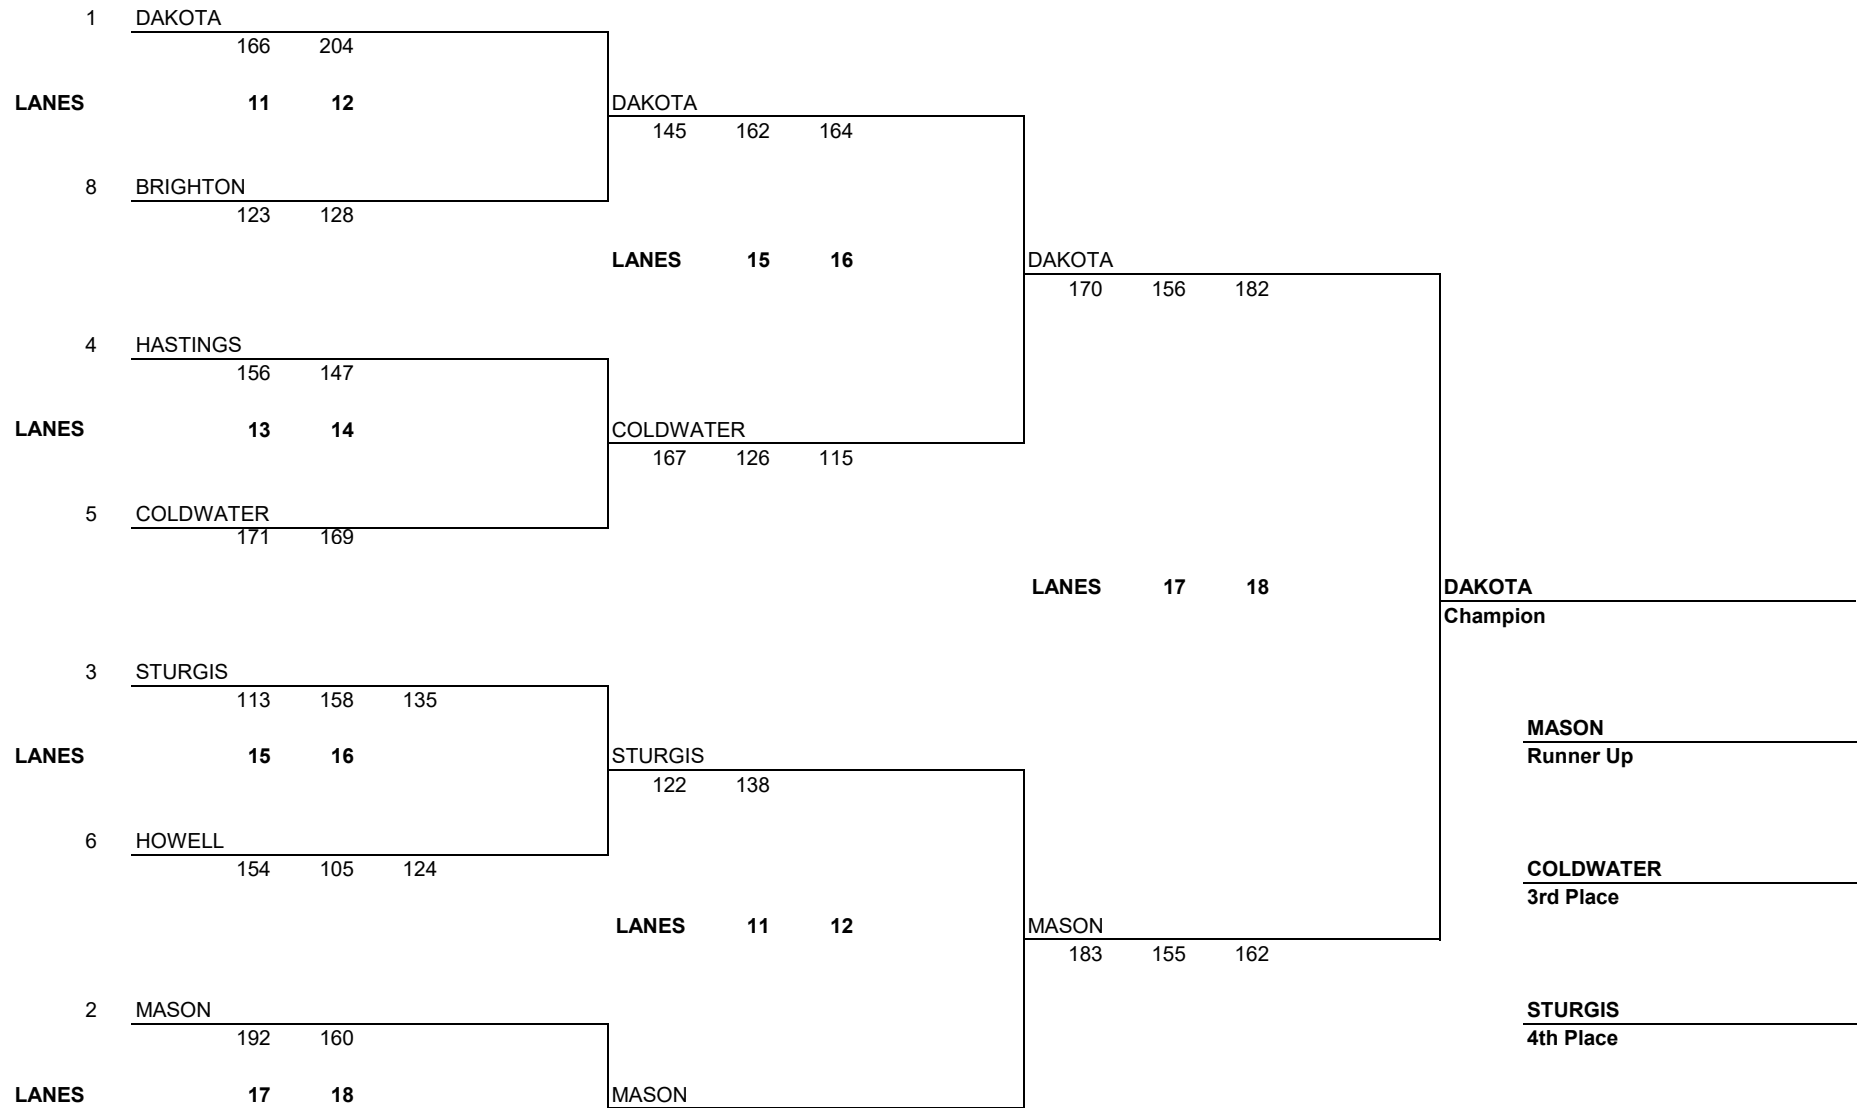 1 DAKOTA
166 204
LANES 11 12 DAKOTA
145 162 164
8 BRIGHTON
123 128
LANES 15 16 DAKOTA
170 156 182
4 HASTINGS
156 147
LANES 13 14 COLDWATER
167 126 115
5 COLDWATER
171 169
LANES 17 18 DAKOTA
Champion
3 STURGIS
113 158 135
MASON
LANES 15 16 STURGIS Runner Up
122 138
6 HOWELL
154 105 124 COLDWATER
3rd Place
LANES 11 12 MASON
183 155 162
2 MASON STURGIS
192 160 4th Place
LANES 17 18 MASON